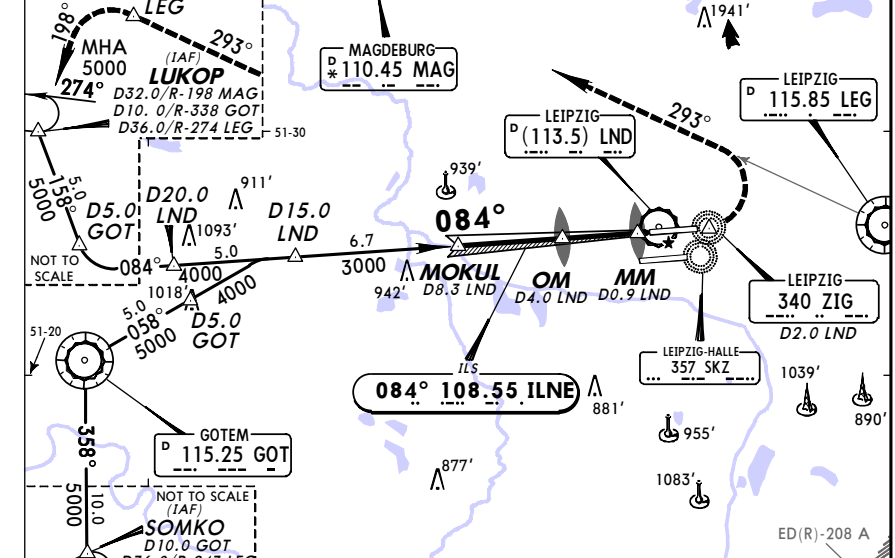 LEG
198°
293°
MHA
5000
274°
(IAF)
LUKOP
D32.0/R-198 MAG
D10.0/R-338 GOT
D36.0/R-274 LEG
51-30
MAGDEBURG
D
* 110.45 MAG
1941'
LEIPZIG
D 115.85 LEG
293°
LEIPZIG
D (113.5) LND
939'
911'
5.0
158°
5000
D5.0
GOT
D20.0
LND
1093'
D15.0
LND
084°
NOT TO
SCALE
084°
5.0
4000
6.7
3000
1018'
4000
942'
MOKUL
D8.3 LND
OM
D4.0 LND
MM
D0.9 LND
LEIPZIG
340 ZIG
D2.0 LND
5.0
058°
5000
D5.0
GOT
51-20
LEIPZIG-HALLE
357 SKZ
ILS
084° 108.55 ILNE
881'
1039'
890'
955'
358°
GOTEM
D 115.25 GOT
877'
1083'
5000
10.0
NOT TO SCALE
(IAF)
SOMKO
D10.0 GOT
ED(R)-208 A